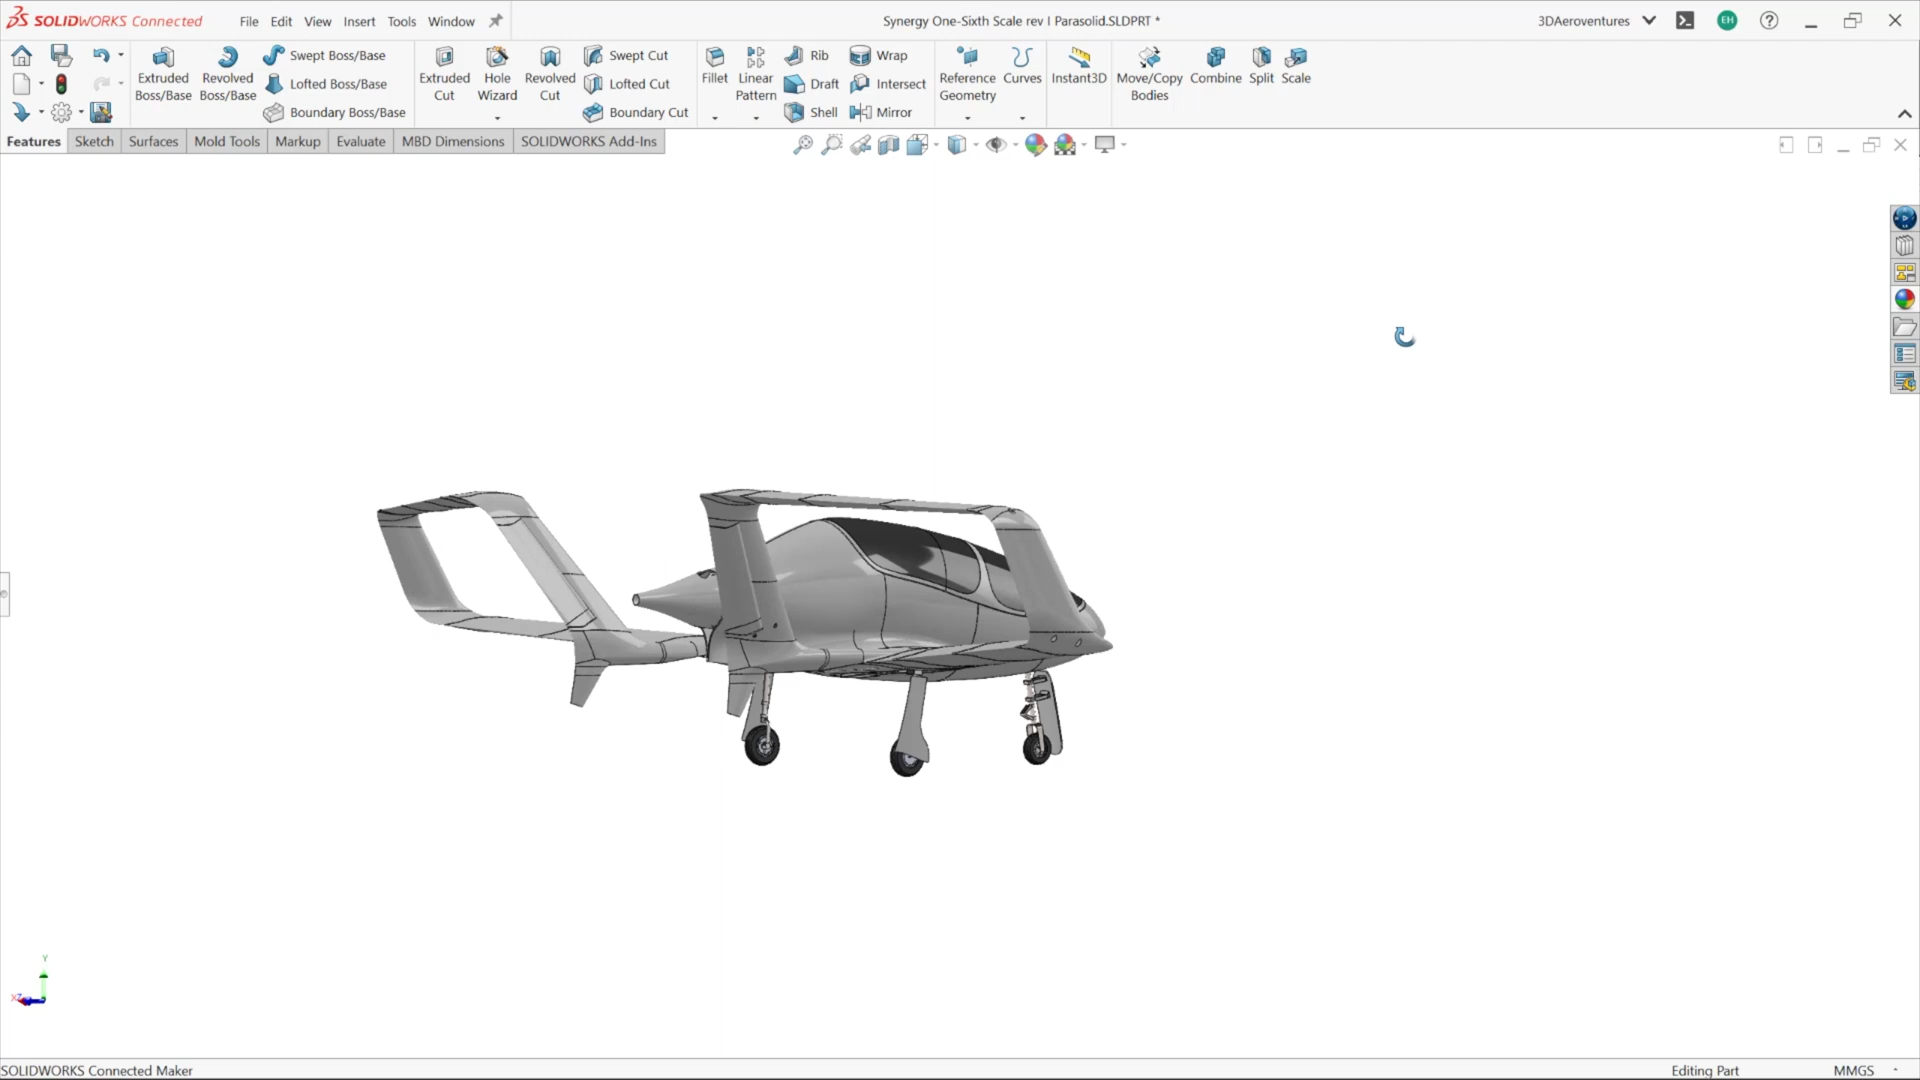 SOLIDWORKS Connected
File Edit View Insert Tools Window
Synergy One-Sixth Scale rev I Parasolid.SLDPRT *
3DAeroventures
EH
Extruded Boss/Base
Revolved Boss/Base
Swept Boss/Base
Lofted Boss/Base
Boundary Boss/Base
Extruded Cut
Hole Wizard
Revolved Cut
Swept Cut
Lofted Cut
Boundary Cut
Fillet
Linear Pattern
Rib
Draft
Shell
Wrap
Intersect
Mirror
Reference Geometry
Curves
Instant3D
Move/Copy Bodies
Combine
Split
Scale
Features Sketch Surfaces Mold Tools Markup Evaluate MBD Dimensions SOLIDWORKS Add-Ins
Y
X Z
SOLIDWORKS Connected Maker
Editing Part
MMGS